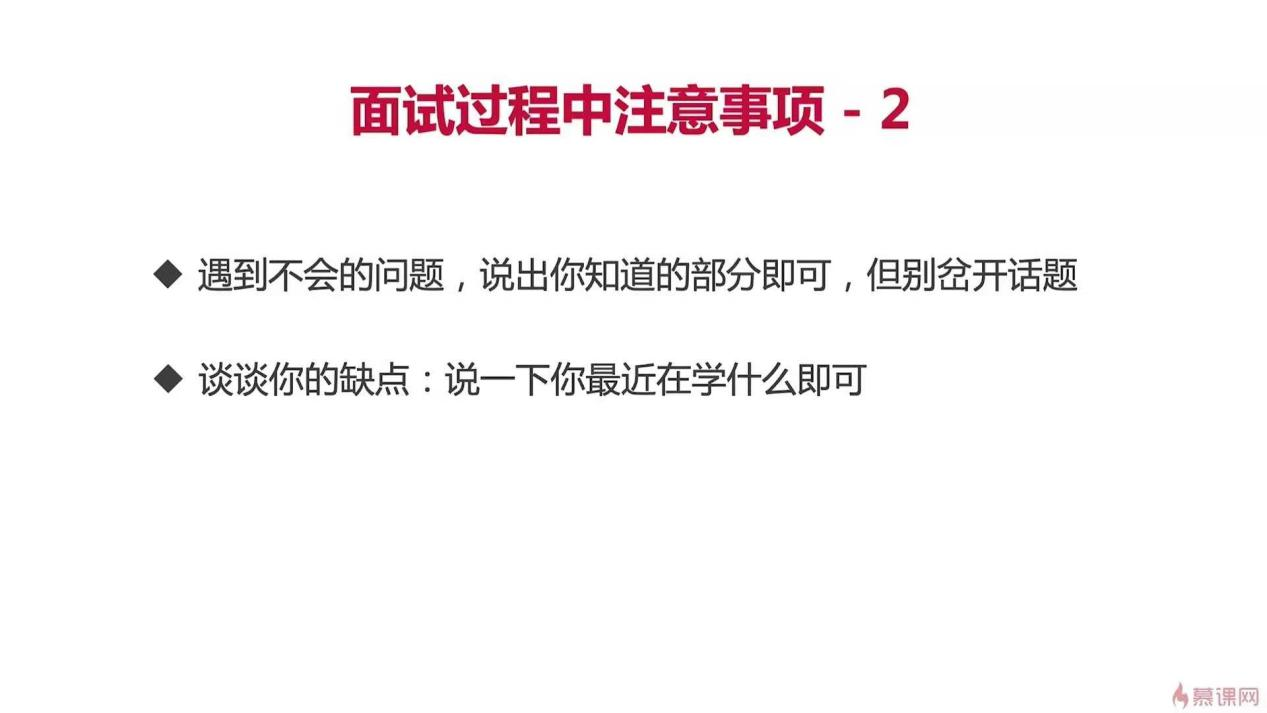 面试过程中注意事项 - 2
◆ 遇到不会的问题，说出你知道的部分即可，但别岔开话题
◆ 谈谈你的缺点：说一下你最近在学什么即可
慕课网